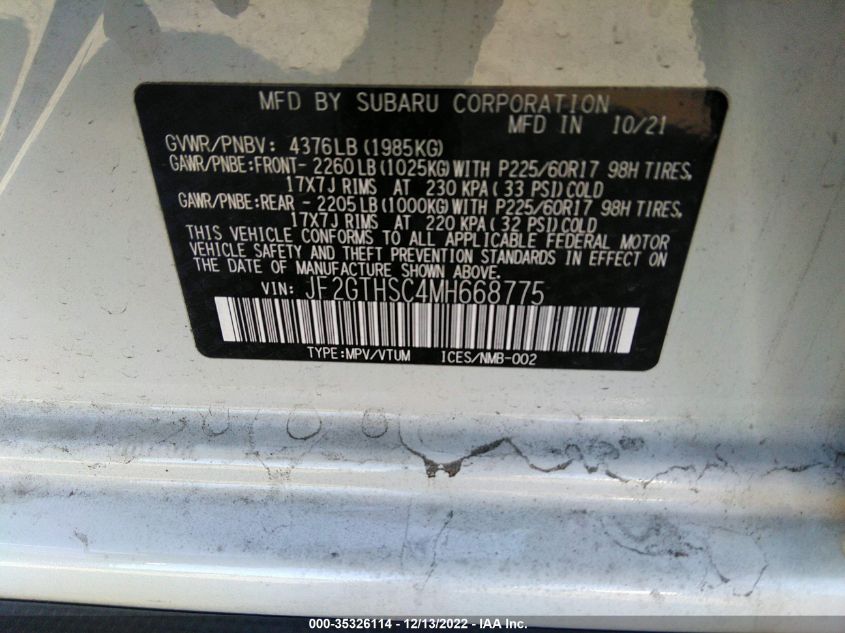 MFD BY SUBARU CORPORATION
MFD IN 10/21
GVWR/PNBV: 4376LB (1985KG)
GAWR/PNBE:FRONT- 2260LB (1025KG) WITH P225/60R17 98H TIRES,
17X7J RIMS AT 230 KPA ( 33 PSI) COLD
GAWR/PNBE:REAR - 2205LB (1000KG) WITH P225/60R17 98H TIRES,
17X7J RIMS AT 220 KPA ( 32 PSI) COLD
THIS VEHICLE CONFORMS TO ALL APPLICABLE FEDERAL MOTOR
VEHICLE SAFETY AND THEFT PREVENTION STANDARDS IN EFFECT ON
THE DATE OF MANUFACTURE SHOWN ABOVE.
VIN: JF2GTHSC4MH668775
TYPE:MPV/VTUM ICES/NMB-002
000-35326114 - 12/13/2022 - IAA Inc.